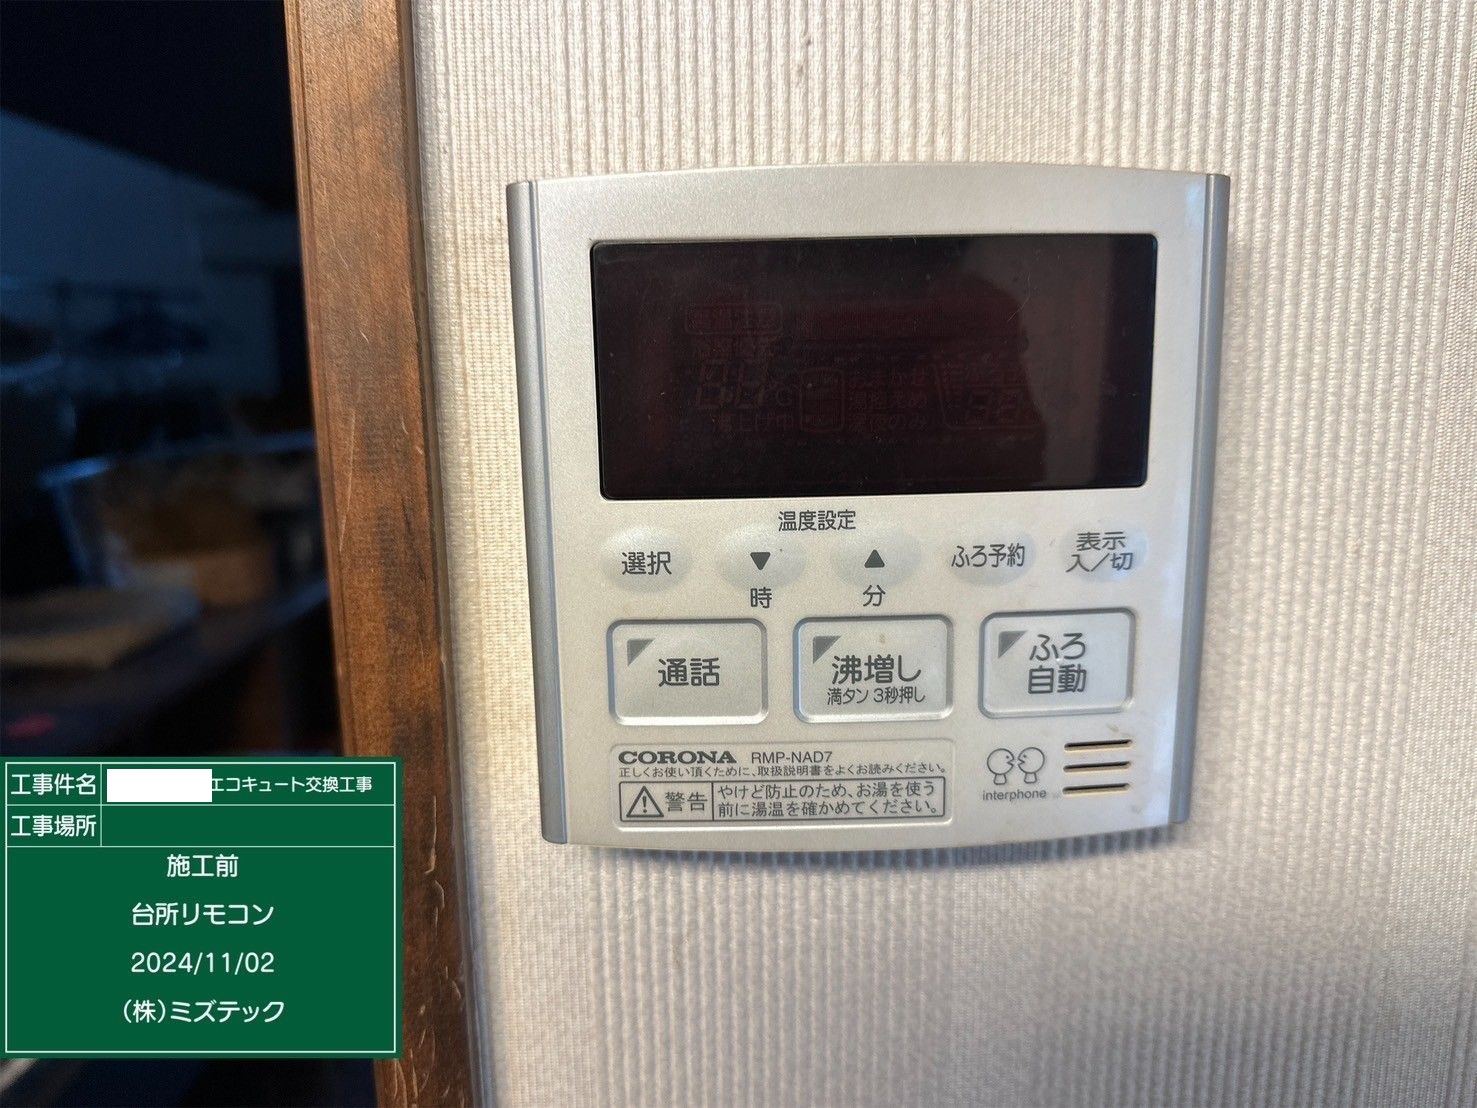 温度設定
選択
▼
▲
ふろ予約
表示
入/切
時
分
通話
沸増し
満タン 3秒押し
ふろ
自動
CORONA RMP-NAD7
正しくお使い頂くために、取扱説明書をよくお読みください。
警告
やけど防止のため、お湯を使う
前に湯温を確かめてください。
interphone
工事件名
エコキュート交換工事
工事場所
施工前
台所リモコン
2024/11/02
(株)ミズテック